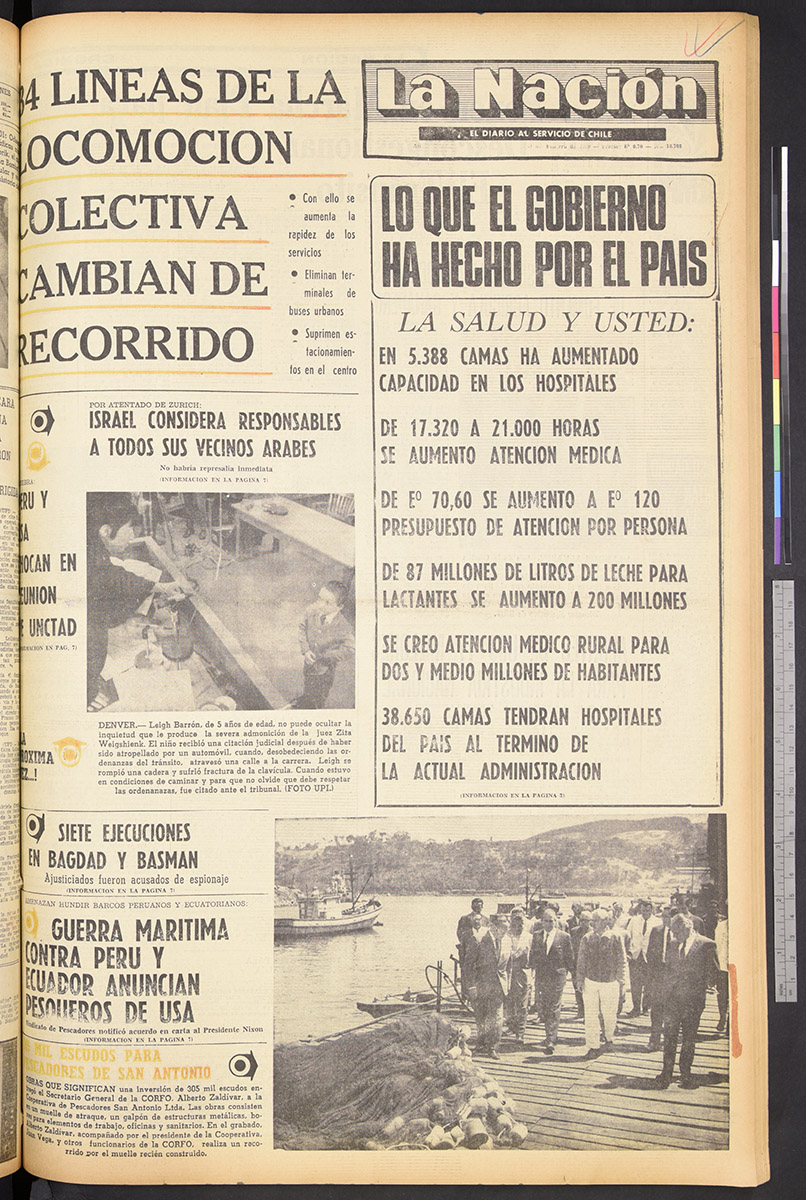 34 LINEAS DE LA
LOCOMOCION
COLECTIVA
CAMBIAN DE
RECORRIDO
● Con ello se
aumenta la
rapidez de los
servicios
● Eliminan ter-
minales de
buses urbanos
● Suprimen es-
tacionamien-
tos en el centro
La Nación
EL DIARIO AL SERVICIO DE CHILE
LO QUE EL GOBIERNO
HA HECHO POR EL PAIS
LA SALUD Y USTED:
EN 5.388 CAMAS HA AUMENTADO
CAPACIDAD EN LOS HOSPITALES
DE 17.320 A 21.000 HORAS
SE AUMENTO ATENCION MEDICA
DE Eº 70,60 SE AUMENTO A Eº 120
PRESUPUESTO DE ATENCION POR PERSONA
DE 87 MILLONES DE LITROS DE LECHE PARA
LACTANTES SE AUMENTO A 200 MILLONES
SE CREO ATENCION MEDICO RURAL PARA
DOS Y MEDIO MILLONES DE HABITANTES
38.650 CAMAS TENDRAN HOSPITALES
DEL PAIS AL TERMINO DE
LA ACTUAL ADMINISTRACION
(INFORMACION EN LA PAGINA 2)
POR ATENTADO DE ZURICH:
ISRAEL CONSIDERA RESPONSABLES
A TODOS SUS VECINOS ARABES
No habría represalia inmediata
(INFORMACION EN LA PAGINA 7)
ERU Y
SA
HOCAN EN
EUNION
E UNCTAD
RMACION EN PAG. 7)
DENVER.— Leigh Barrón, de 5 años de edad, no puede ocultar la
inquietud que le produce la severa admonición de la juez Zita
Weigshienk. El niño recibió una citación judicial después de haber
sido atropellado por un automóvil, cuando, desobedeciendo las or-
denanzas del tránsito, atravesó una calle a la carrera. Leigh se
rompió una cadera y sufrió fractura de la clavícula. Cuando estuvo
en condiciones de caminar y para que no olvide que debe respetar
las ordenanazas, fue citado ante el tribunal. (FOTO UPI.)
LA
ROXIMA
EZ...!
SIETE EJECUCIONES
EN BAGDAD Y BASMAN
Ajusticiados fueron acusados de espionaje
(INFORMACION EN LA PAGINA 7)
AMENAZAN HUNDIR BARCOS PERUANOS Y ECUATORIANOS:
GUERRA MARITIMA
CONTRA PERU Y
ECUADOR ANUNCIAN
PESQUEROS DE USA
Sindicato de Pescadores notificó acuerdo en carta al Presidente Nixon
(INFORMACION EN LA PAGINA 7)
MIL ESCUDOS PARA
ESCADORES DE SAN ANTONIO
OBRAS QUE SIGNIFICAN una inversión de 305 mil escudos en-
tregó el Secretario General de la CORFO, Alberto Zaldívar, a la
Cooperativa de Pescadores San Antonio Ltda. Las obras consisten
en un muelle de atraque, un galpón de estructuras metálicas, bo-
para elementos de trabajo, oficinas y sanitarios. En el grabado,
Alberto Zaldívar, acompañado por el presidente de la Cooperativa,
Vega, y otros funcionarios de la CORFO, realiza un reco-
rrido por el muelle recién construido.